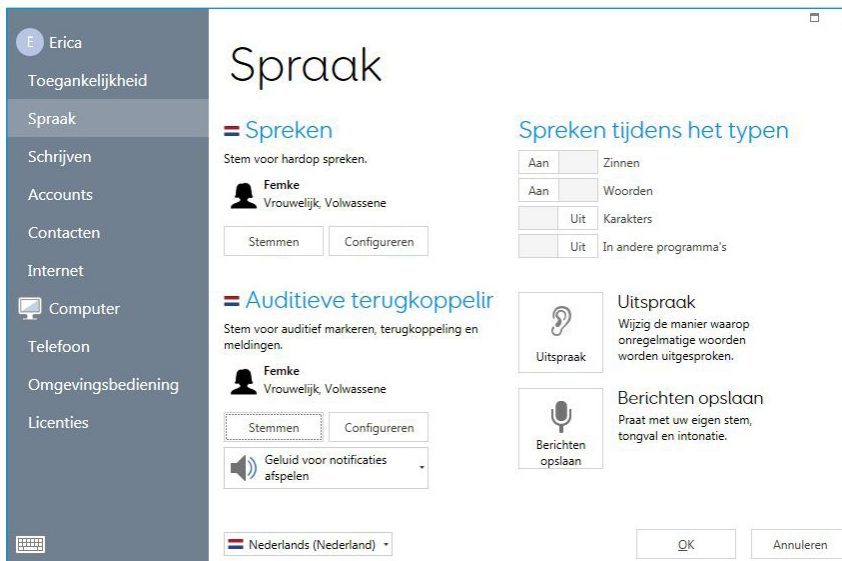 E Erica
Toegankelijkheid
Spraak
Schrijven
Accounts
Contacten
Internet
Computer
Telefoon
Omgevingsbediening
Licenties
Spraak
Spreken
Stem voor hardop spreken.
Femke
Vrouwelijk, Volwassene
Stemmen
Configureren
Auditieve terugkoppelir
Stem voor auditief markeren, terugkoppeling en
meldingen.
Femke
Vrouwelijk, Volwassene
Stemmen
Configureren
Geluid voor notificaties
afspelen
Spreken tijdens het typen
Aan Zinnen
Aan Woorden
Uit Karakters
Uit In andere programma's
Uitspraak
Uitspraak
Wijzig de manier waarop
onregelmatige woorden
worden uitgesproken.
Berichten
opslaan
Berichten opslaan
Praat met uw eigen stem,
tongval en intonatie.
Nederlands (Nederland)
OK
Annuleren